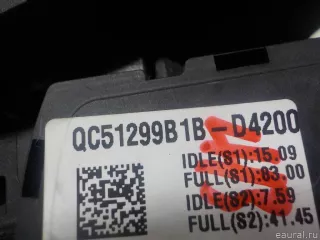 QC51299B1B-D4200
IDLE(S1):15.09
FULL(S1):83.00
IDLE(S2):7.59
FULL(S2):41.45
© eaural.ru